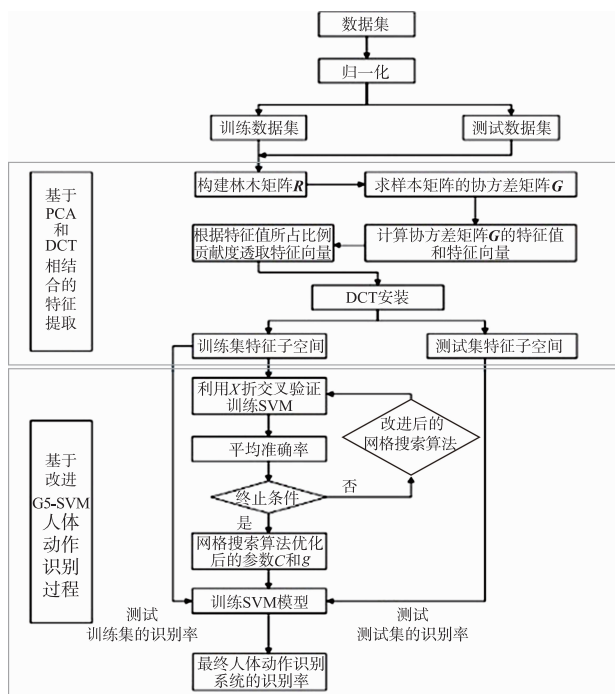 数据集
归一化
训练数据集
测试数据集
基于
PCA
和
DCT
相结
合的
特征
提取
构建林木矩阵R
求样本矩阵的协方差矩阵G
根据特征值所占比例
贡献度透取特征向量
计算协方差矩阵G的特征值
和特征向量
DCT安装
训练集特征子空间
测试集特征子空间
基于
改进
G5-SVM
人体
动作
识别
过程
利用X折交叉验证
训练SVM
改进后的
网格搜索算法
平均准确率
终止条件
否
是
网格搜索算法优化
后的参数C和g
训练SVM模型
测试
训练集的识别率
测试
测试集的识别率
最终人体动作识别
系统的识别率